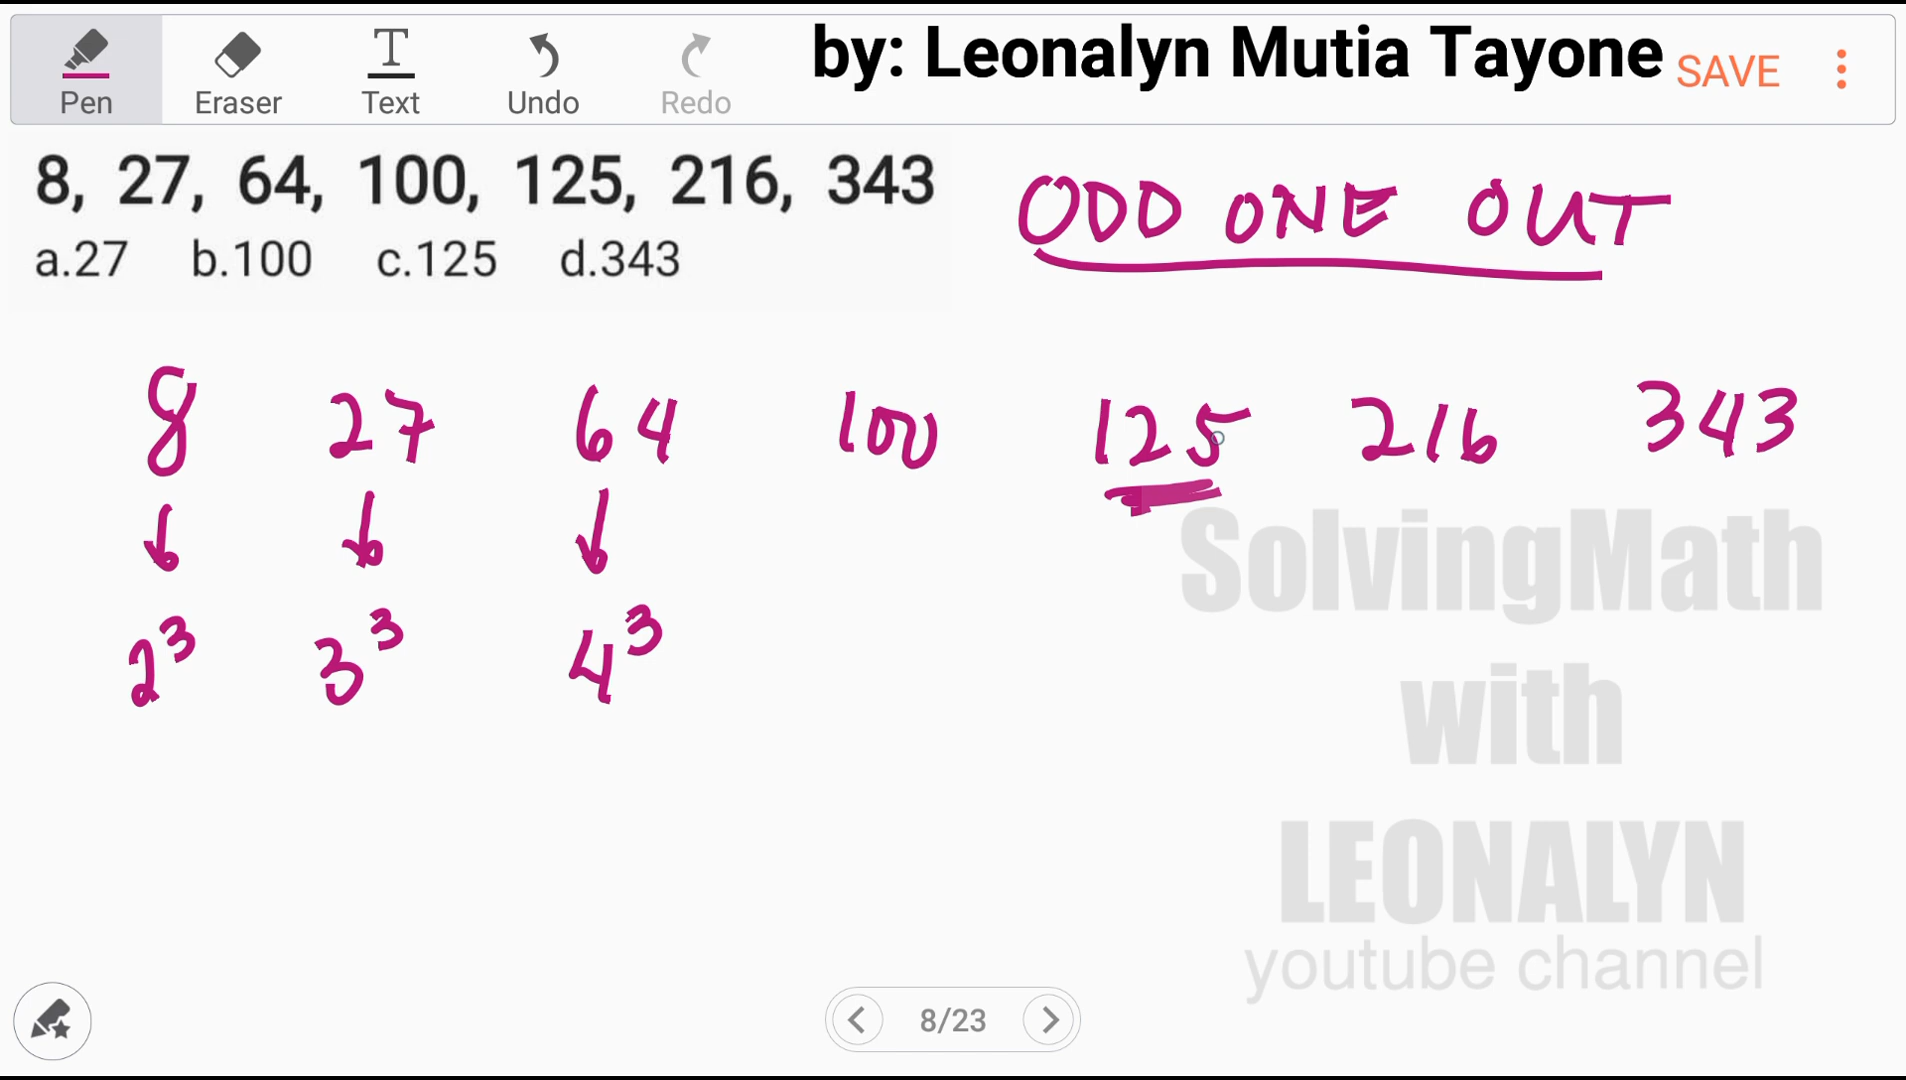 by: Leonalyn Mutia Tayone
SAVE
Pen Eraser Text Undo Redo
8, 27, 64, 100, 125, 216, 343
a.27 b.100 c.125 d.343
ODD ONE OUT
8 27 64 100 125 216 343
2³ 3³ 4³
SolvingMath
with
LEONALYN
youtube channel
8/23